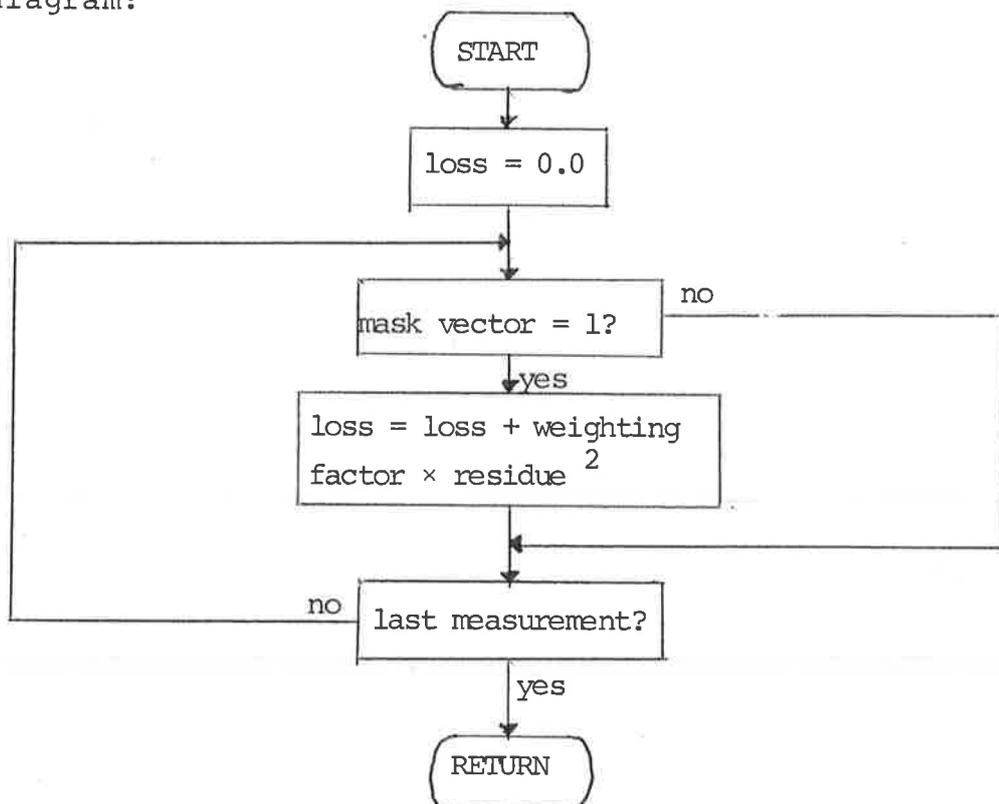 START
loss = 0.0
mask vector = 1?
no
yes
loss = loss + weighting
factor × residue 2
no
last measurement?
yes
RETURN